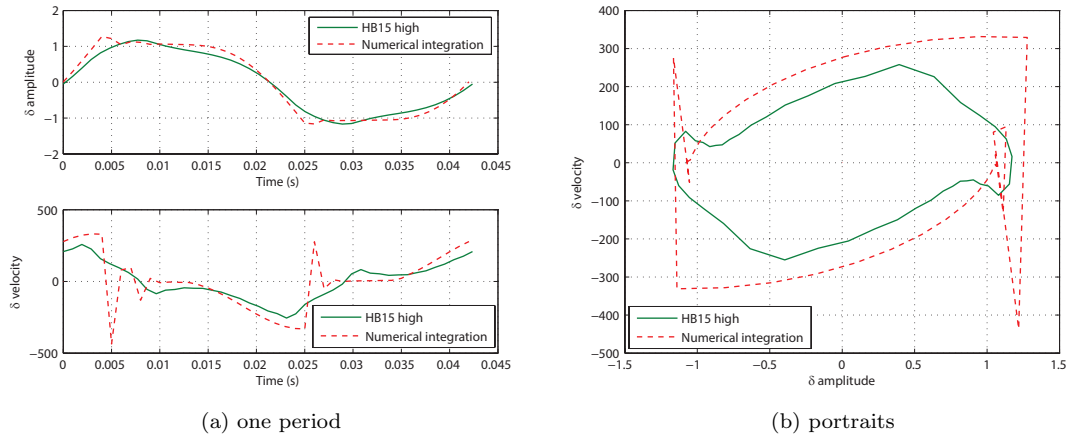 2
1
0
−1
−2
δ amplitude
HB15 high
Numerical integration
0 0.005 0.01 0.015 0.02 0.025 0.03 0.035 0.04 0.045
Time (s)
500
0
−500
δ velocity
HB15 high
Numerical integration
0 0.005 0.01 0.015 0.02 0.025 0.03 0.035 0.04 0.045
Time (s)
(a) one period
400
300
200
100
0
−100
−200
−300
−400
−500
δ velocity
HB15 high
Numerical integration
−1.5 −1 −0.5 0 0.5 1 1.5
δ amplitude
(b) portraits